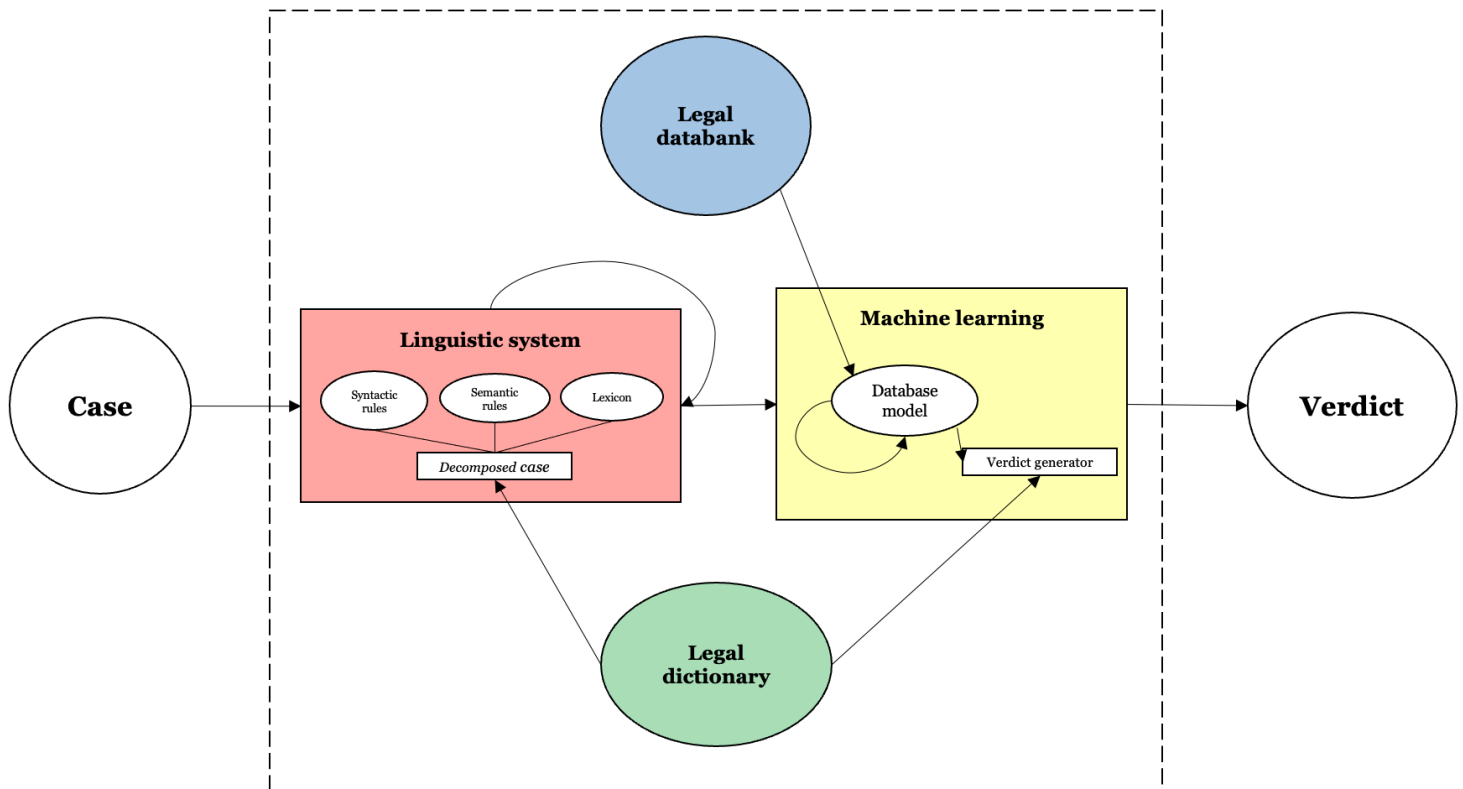 Legal
databank
Linguistic system
Machine learning
Case
Syntactic
rules
Semantic
rules
Lexicon
Database
model
Verdict
Decomposed case
Verdict generator
Legal
dictionary